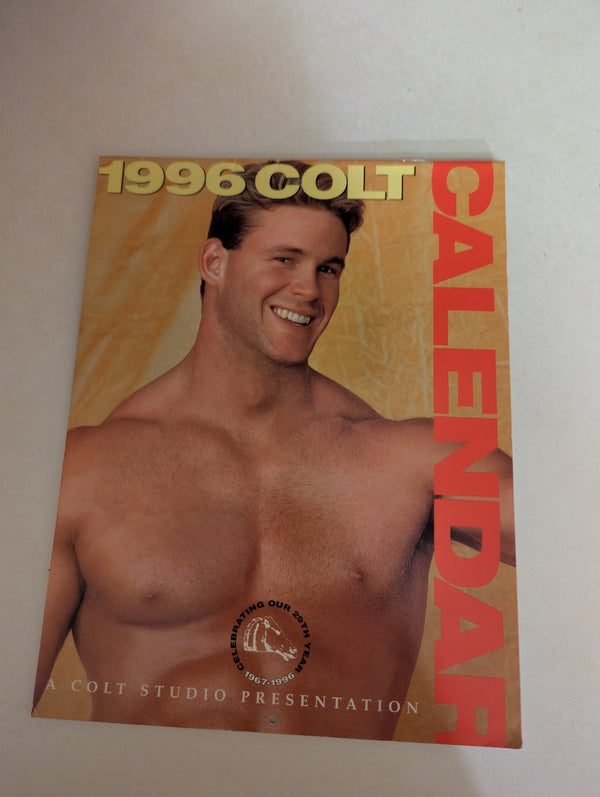 1996 COLT
CALENDAR
CELEBRATING OUR 29TH YEAR
1967-1996
A COLT STUDIO PRESENTATION